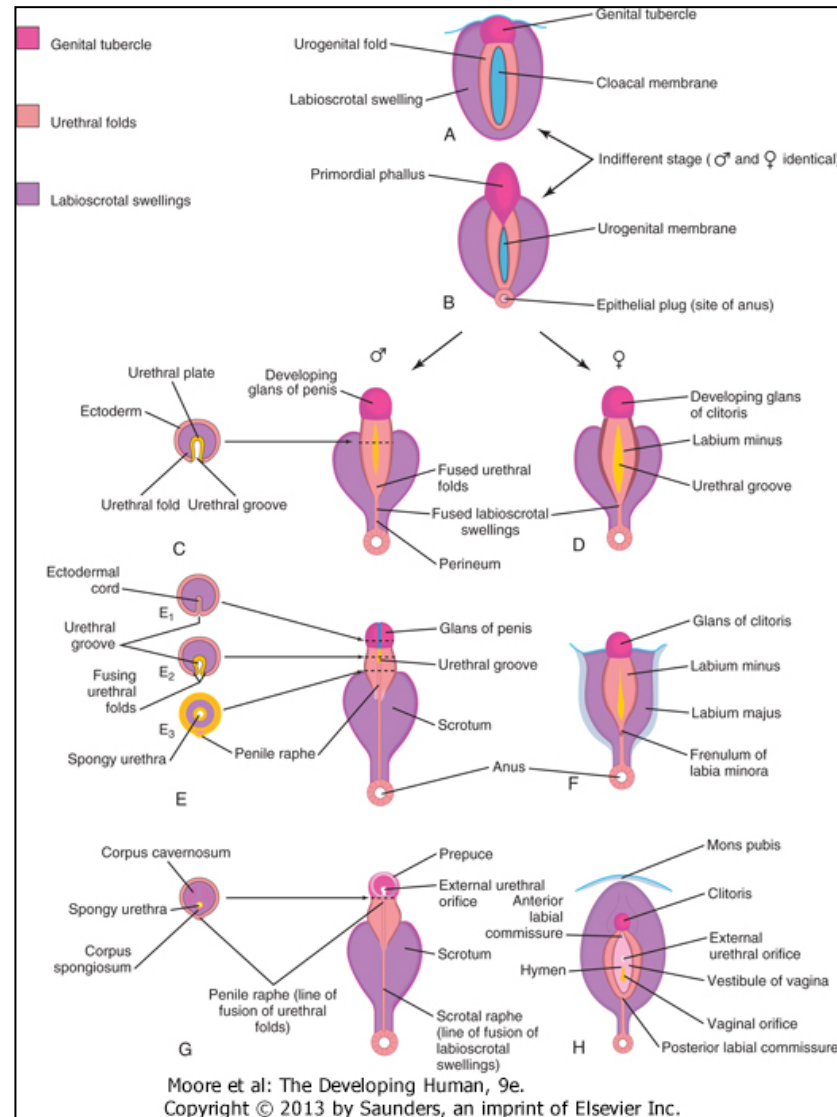 Genital tubercle
Urethral folds
Labioscrotal swellings
Genital tubercle
Urogenital fold
Labioscrotal swelling
Cloacal membrane
A
Indifferent stage (♂ and ♀ identical)
Primordial phallus
Urogenital membrane
B
Epithelial plug (site of anus)
♂
♀
Urethral plate
Ectoderm
Urethral fold
Urethral groove
C
Developing
glans of penis
Fused urethral
folds
Fused labioscrotal
swellings
Perineum
Developing glans
of clitoris
Labium minus
Urethral groove
D
Ectodermal
cord
E1
Urethral
groove
E2
Fusing
urethral
folds
E3
Spongy urethra
Penile raphe
E
Glans of penis
Urethral groove
Scrotum
Anus
Glans of clitoris
Labium minus
Labium majus
Frenulum of
labia minora
F
Corpus cavernosum
Spongy urethra
Corpus
spongiosum
Penile raphe (line of
fusion of urethral
folds)
G
Prepuce
External urethral
orifice
Scrotum
Scrotal raphe
(line of fusion of
labioscrotal
swellings)
Mons pubis
Clitoris
Anterior
labial
commissure
External
urethral orifice
Hymen
Vestibule of vagina
Vaginal orifice
H
Posterior labial commissure
Moore et al: The Developing Human, 9e.
Copyright © 2013 by Saunders, an imprint of Elsevier Inc.